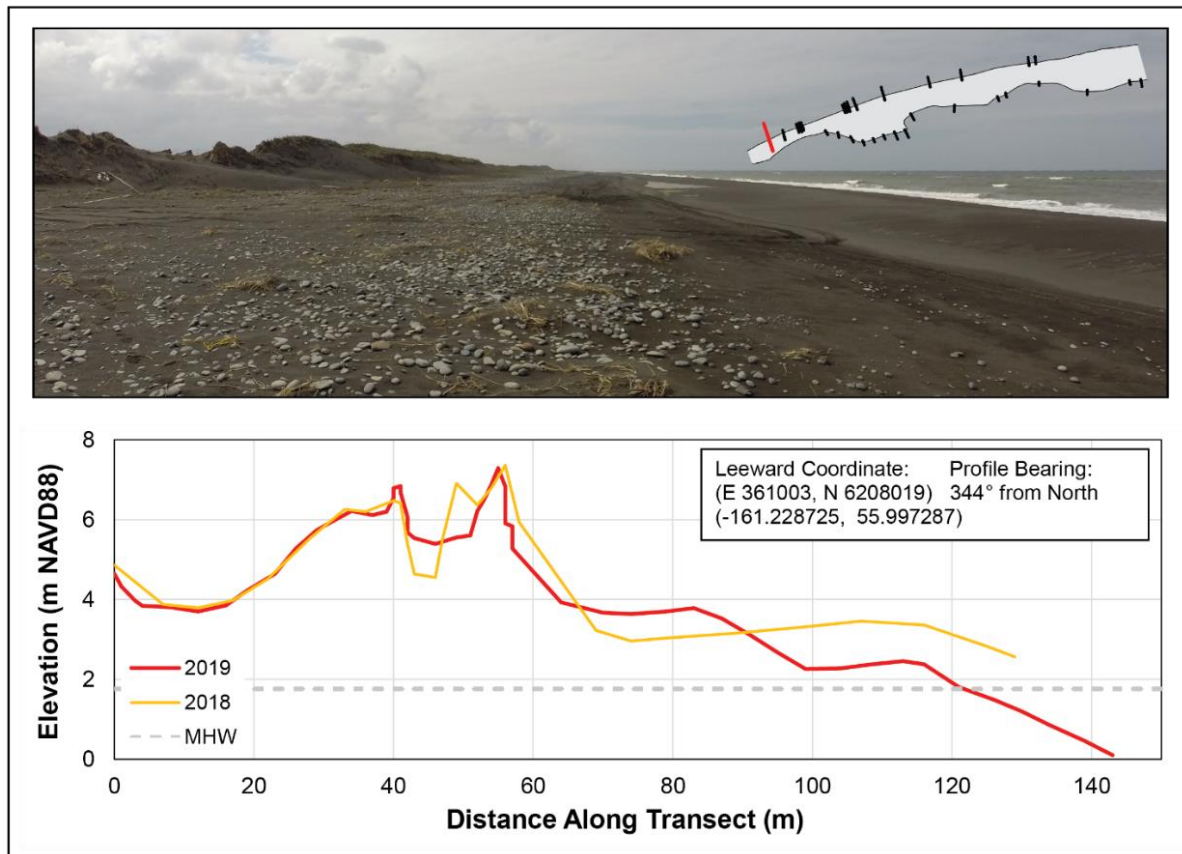 Leeward Coordinate: Profile Bearing:
(E 361003, N 6208019) 344° from North
(-161.228725, 55.997287)
Elevation (m NAVD88)
8
6
4
2
0
2019
2018
MHW
0 20 40 60 80 100 120 140
Distance Along Transect (m)